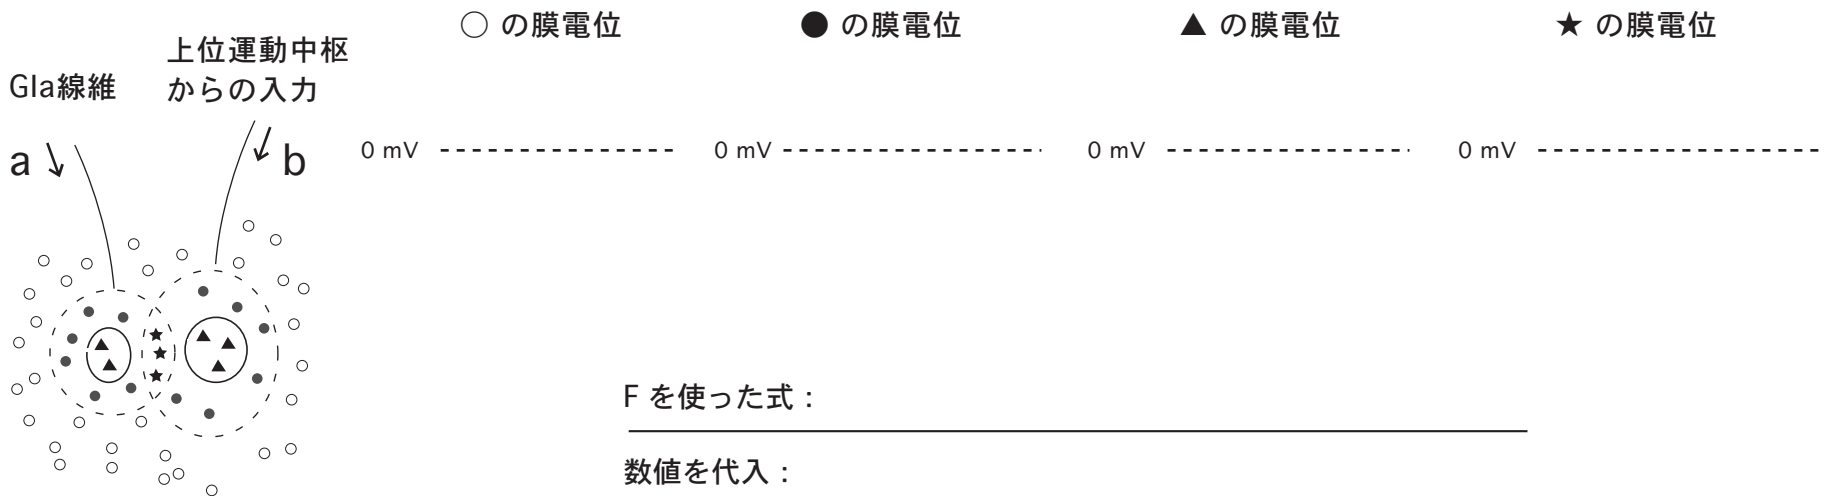 ○ の膜電位
● の膜電位
▲ の膜電位
★ の膜電位
上位運動中枢
からの入力
GIa線維
a
b
0 mV
0 mV
0 mV
0 mV
F を使った式：
数値を代入：